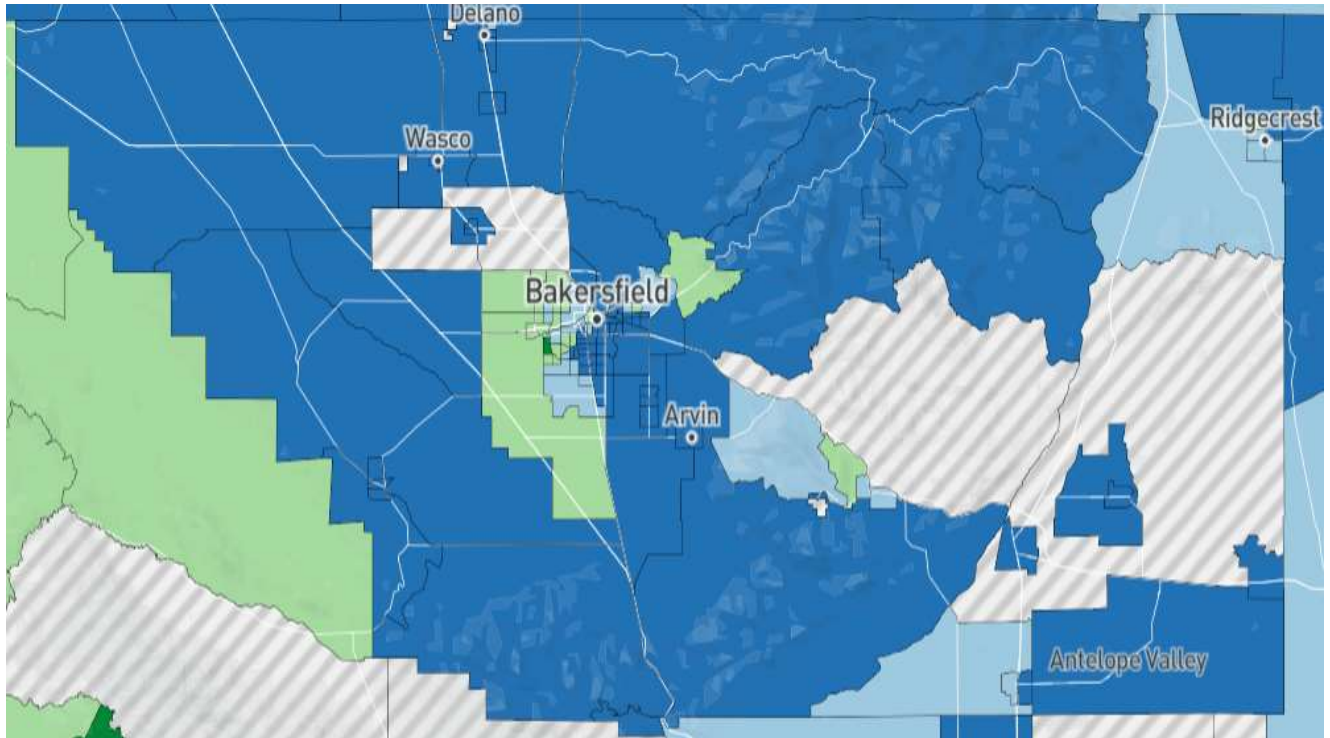 Delano
Wasco
Ridgecrest
Bakersfield
Arvin
Antelope Valley